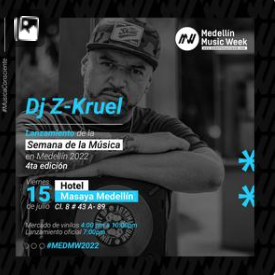 #MusicaConsciente
Medellín
Music Week
Dj Z-Kruel
Lanzamiento de la
Semana de la Música
en Medellín 2022
4ta edición
Viernes
15
de julio
Hotel
Masaya Medellín
Cl. 8 # 43 A- 89
Mercado de vinilos 4:00 pm a 10:00pm
Lanzamiento oficial 7:00pm
#MEDMW2022